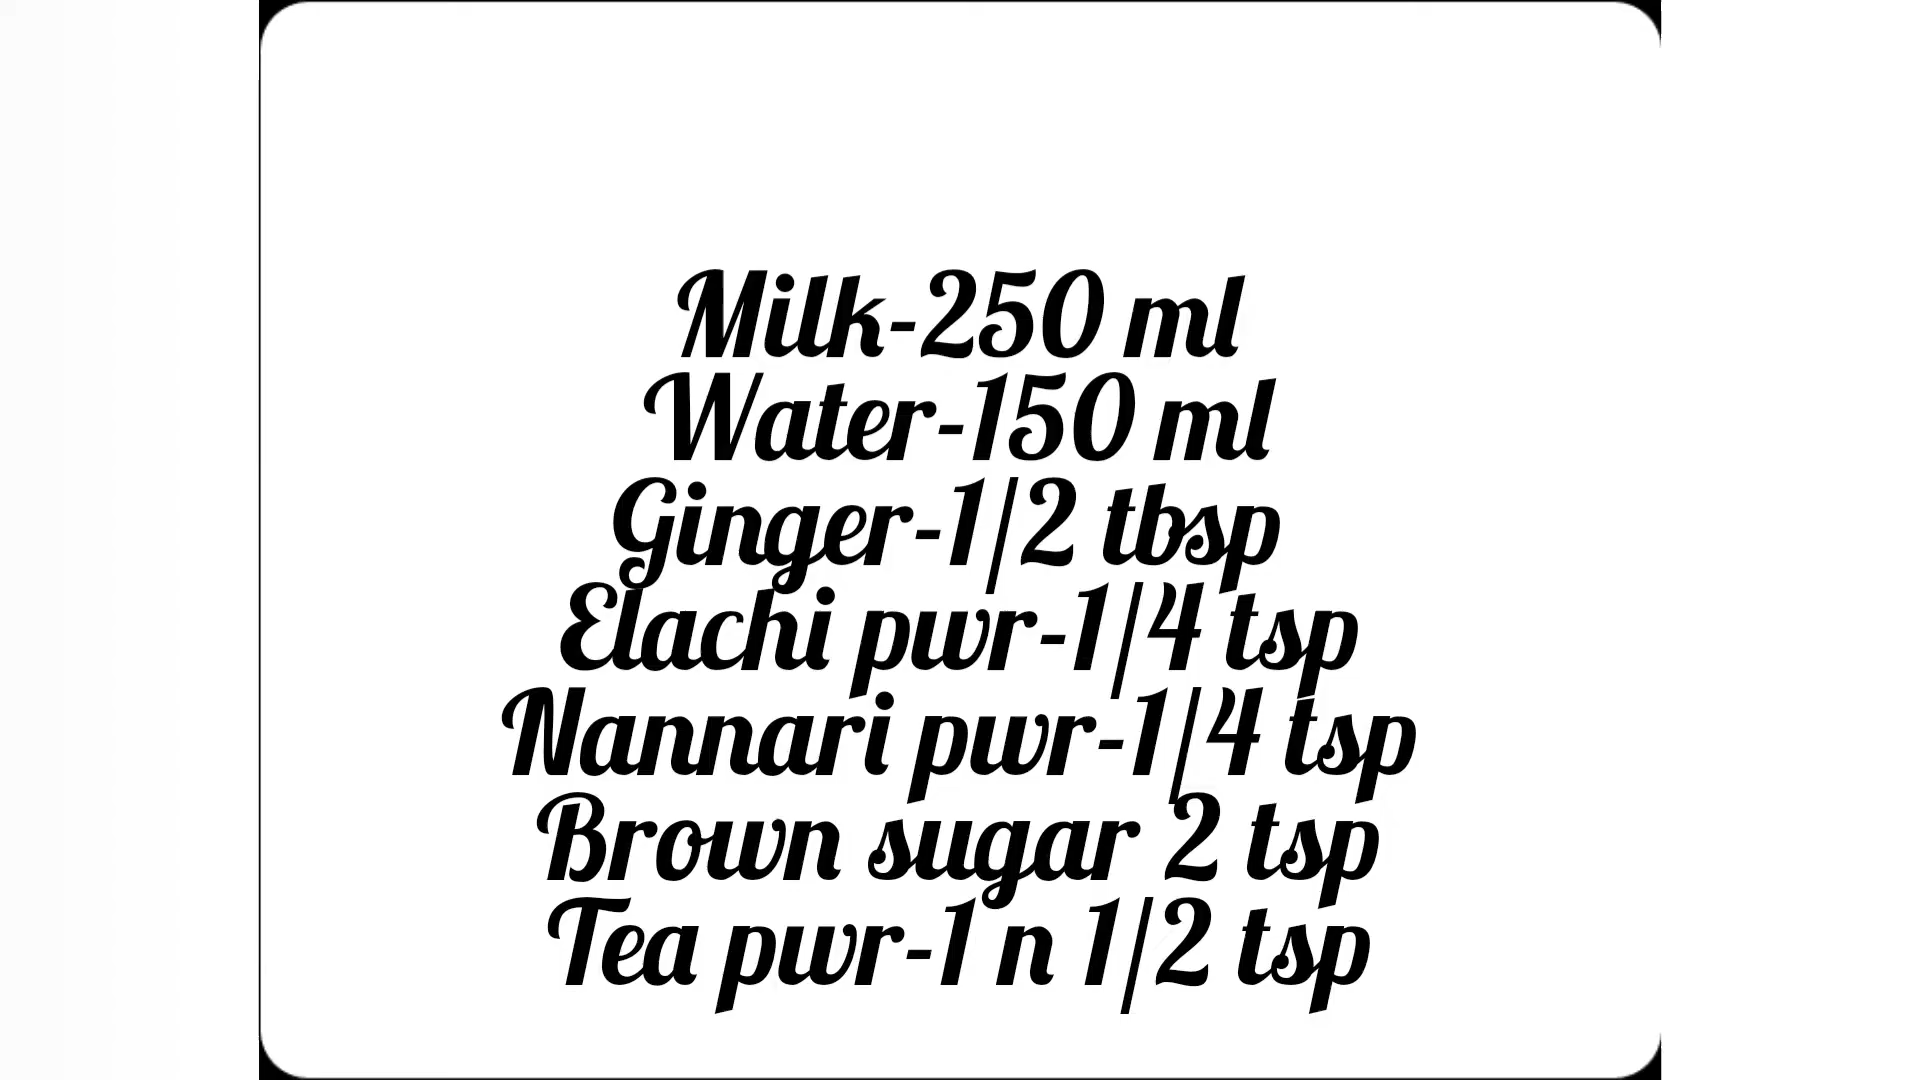 Milk-250 ml
Water-150 ml
Ginger-1/2 tbsp
Elachi pwr-1/4 tsp
Nannari pwr-1/4 tsp
Brown sugar 2 tsp
Tea pwr-1 n 1/2 tsp